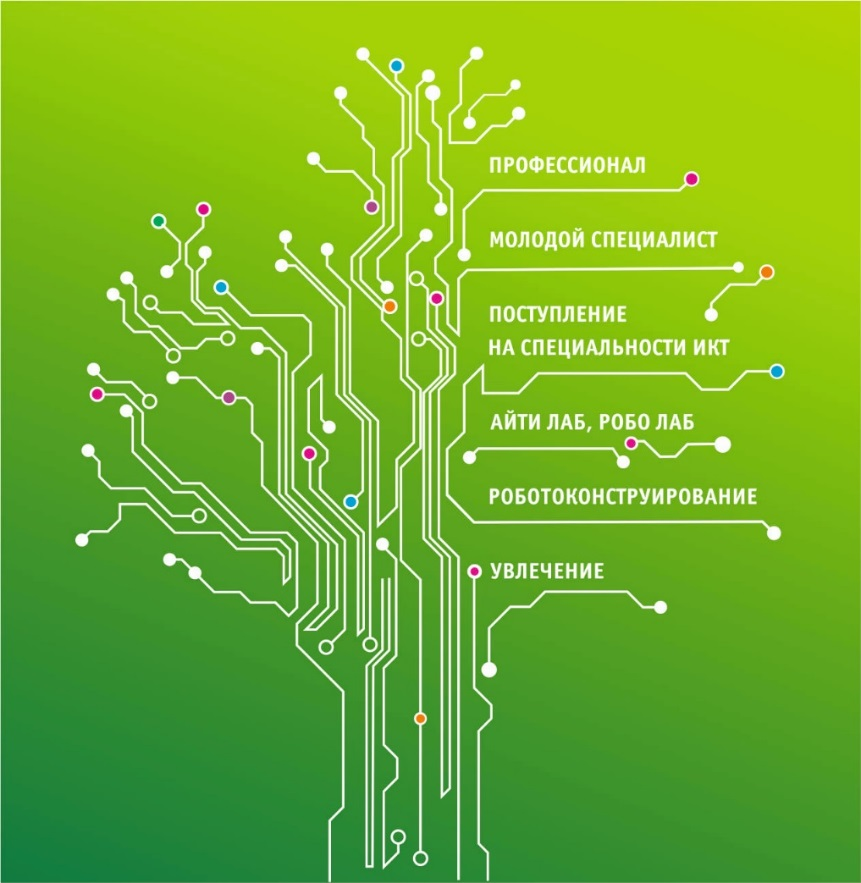 ПРОФЕССИОНАЛ
МОЛОДОЙ СПЕЦИАЛИСТ
ПОСТУПЛЕНИЕ
НА СПЕЦИАЛЬНОСТИ ИКТ
АЙТИ ЛАБ, РОБО ЛАБ
РОБОТОКОНСТРУИРОВАНИЕ
УВЛЕЧЕНИЕ